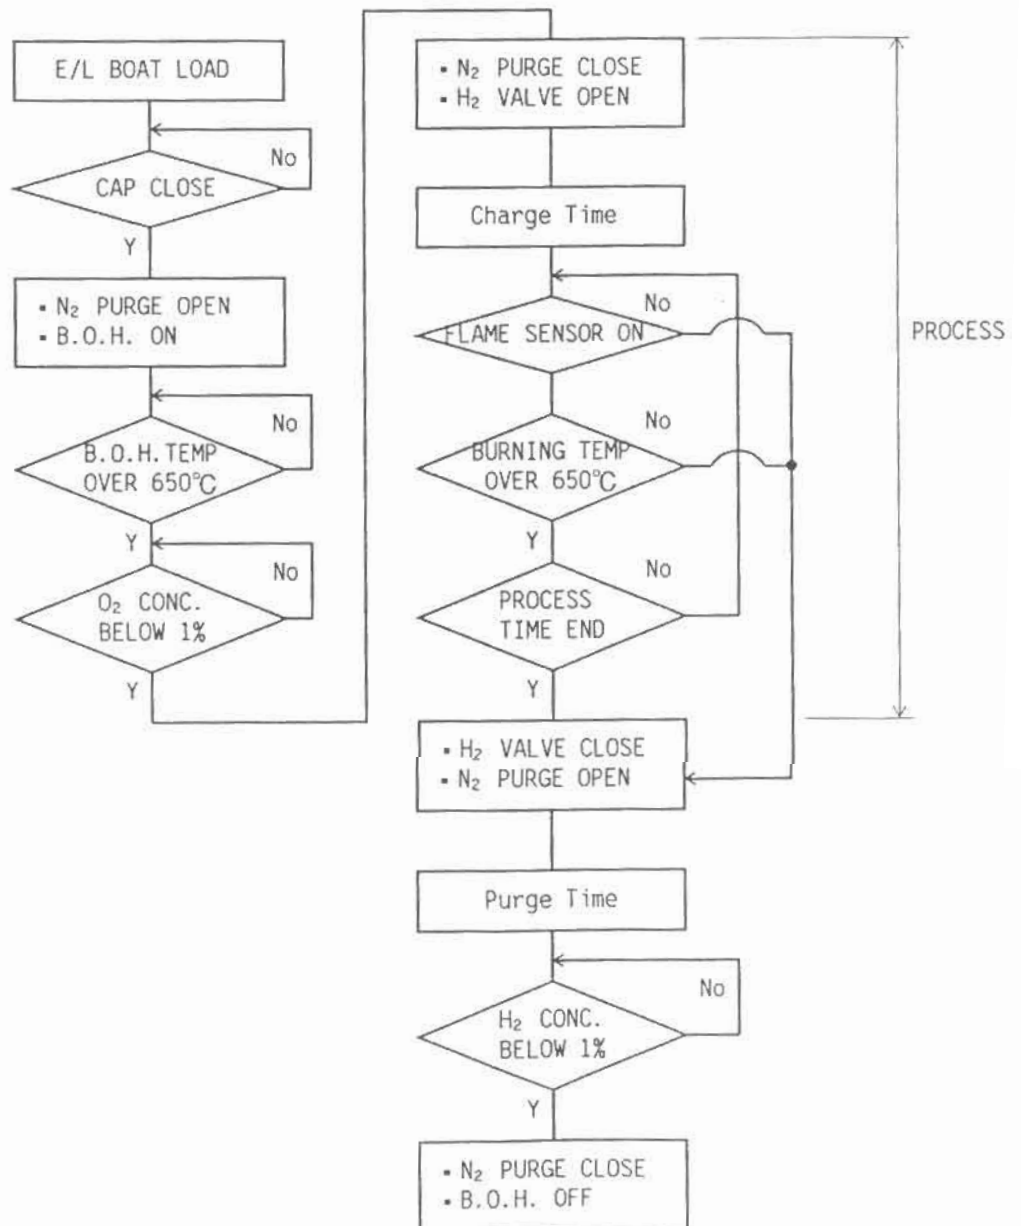 E/L BOAT LOAD
No
CAP CLOSE
Y
▪ N₂ PURGE OPEN
▪ B.O.H. ON
No
B.O.H. TEMP
OVER 650℃
Y
No
O₂ CONC.
BELOW 1%
Y
▪ N₂ PURGE CLOSE
▪ H₂ VALVE OPEN
Charge Time
No
FLAME SENSOR ON
No
BURNING TEMP
OVER 650℃
Y
No
PROCESS
TIME END
Y
PROCESS
▪ H₂ VALVE CLOSE
▪ N₂ PURGE OPEN
Purge Time
No
H₂ CONC.
BELOW 1%
Y
▪ N₂ PURGE CLOSE
▪ B.O.H. OFF